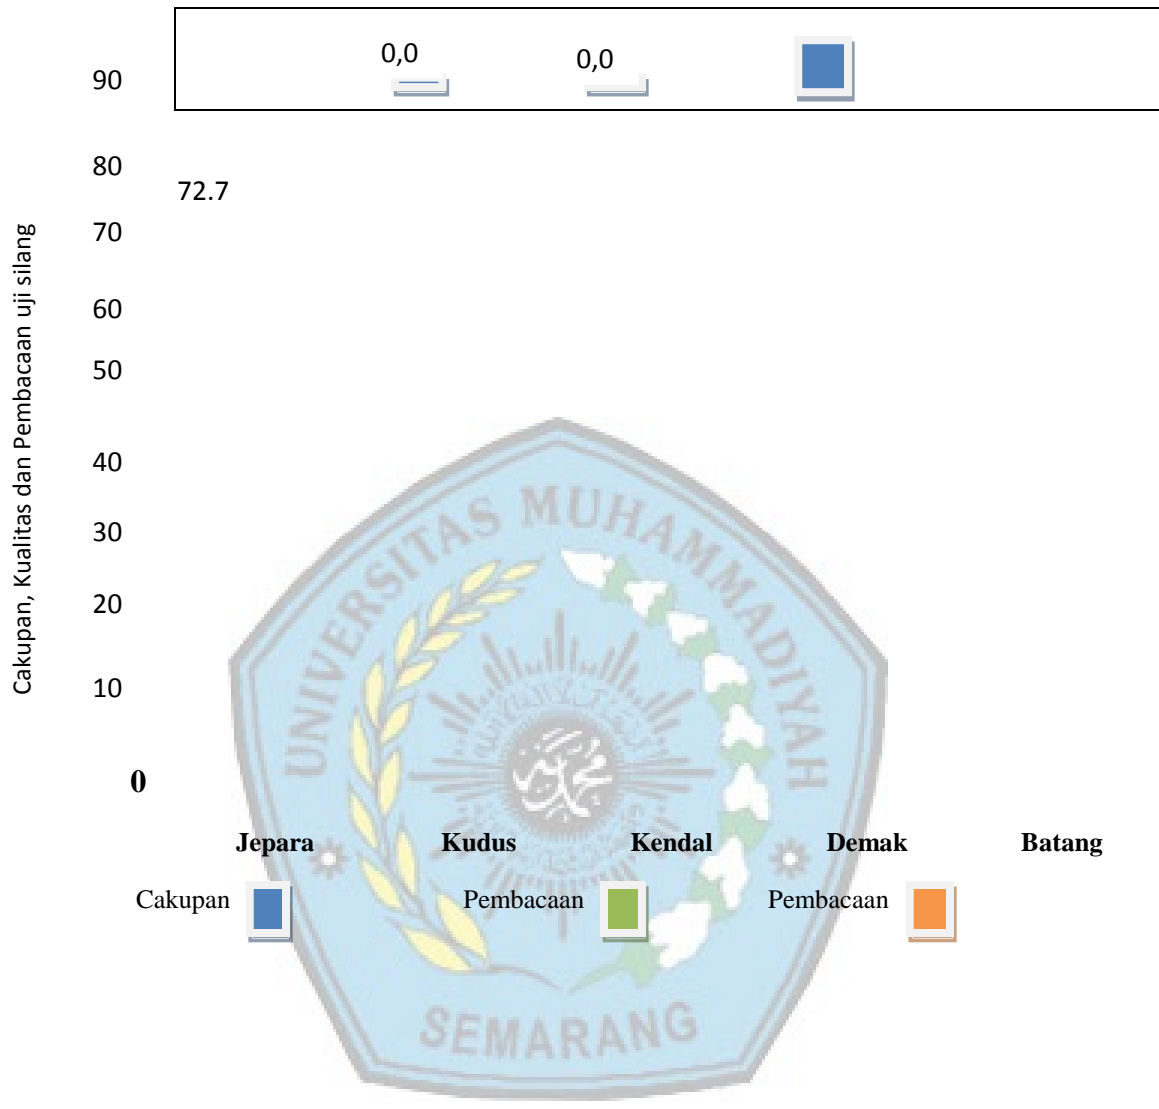 0,0
0,0
90
80
72.7
70
60
50
40
30
20
10
0
Cakupan, Kualitas dan Pembacaan uji silang
Jepara Kudus Kendal Demak Batang
Cakupan Pembacaan Pembacaan
UNIVERSITAS MUHAMMADIYAH
SEMARANG